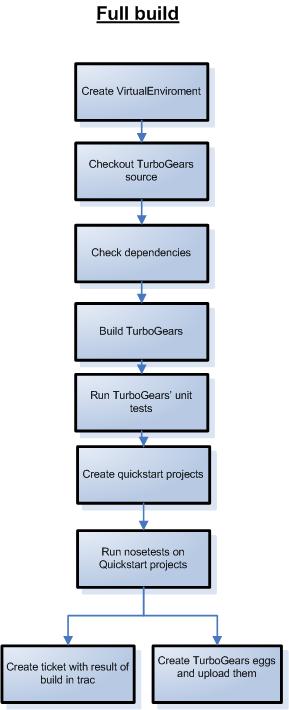 Full build
Create VirtualEnviroment
Checkout TurboGears
source
Check dependencies
Build TurboGears
Run TurboGears' unit
tests
Create quickstart projects
Run nosetests on
Quickstart projects
Create ticket with result of
build in trac
Create TurboGears eggs
and upload them